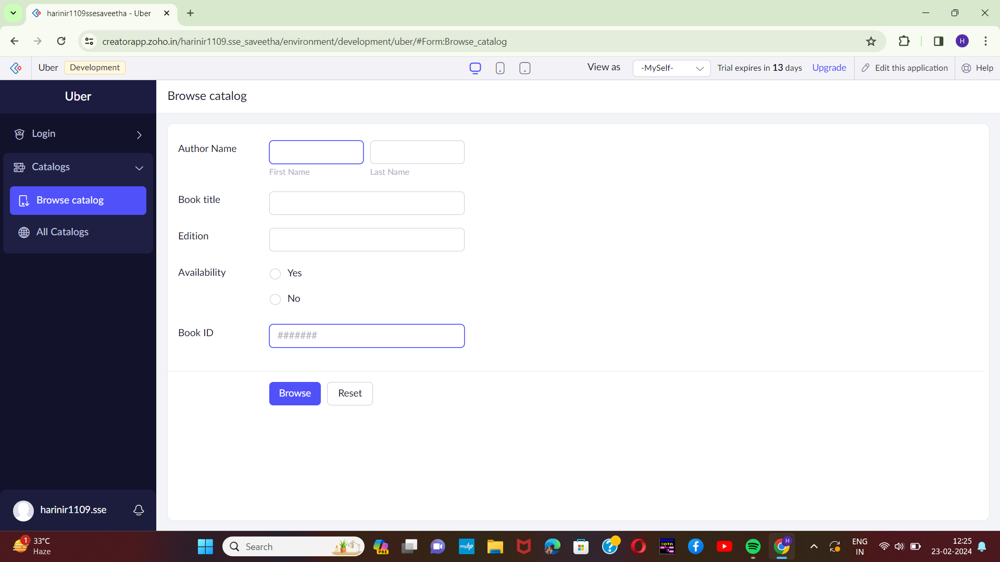 harinir1109ssesaveetha - Uber
creatorapp.zoho.in/harinir1109.sse_saveetha/environment/development/uber/#Form:Browse_catalog
H
Uber Development View as -MySelf- Trial expires in 13 days Upgrade Edit this application Help
Uber
Browse catalog
Login
Catalogs
Browse catalog
All Catalogs
harinir1109.sse
Author Name
First Name Last Name
Book title
Edition
Availability
Yes
No
Book ID
#######
Browse Reset
1
33°C
Haze
Search
PRE
myhp
DATA
H
ENG
IN
12:25
23-02-2024